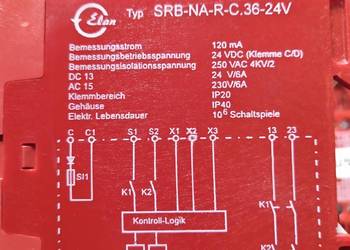 Elan Typ SRB-NA-R-C.36-24V
Bemessungsstrom 120 mA
Bemessungsbetriebsspannung 24 VDC (Klemme C/D)
Bemessungsisolationsspannung 250 VAC 4KV/2
DC 13 24 V/6A
AC 15 230V/6A
Klemmbereich IP20
Gehäuse IP40
Elektr. Lebensdauer 10⁶ Schaltspiele
C C1 S1 S2 X1 X2 X3 13 23
SI1 K1 K2 K1
Kontroll-Logik
K2